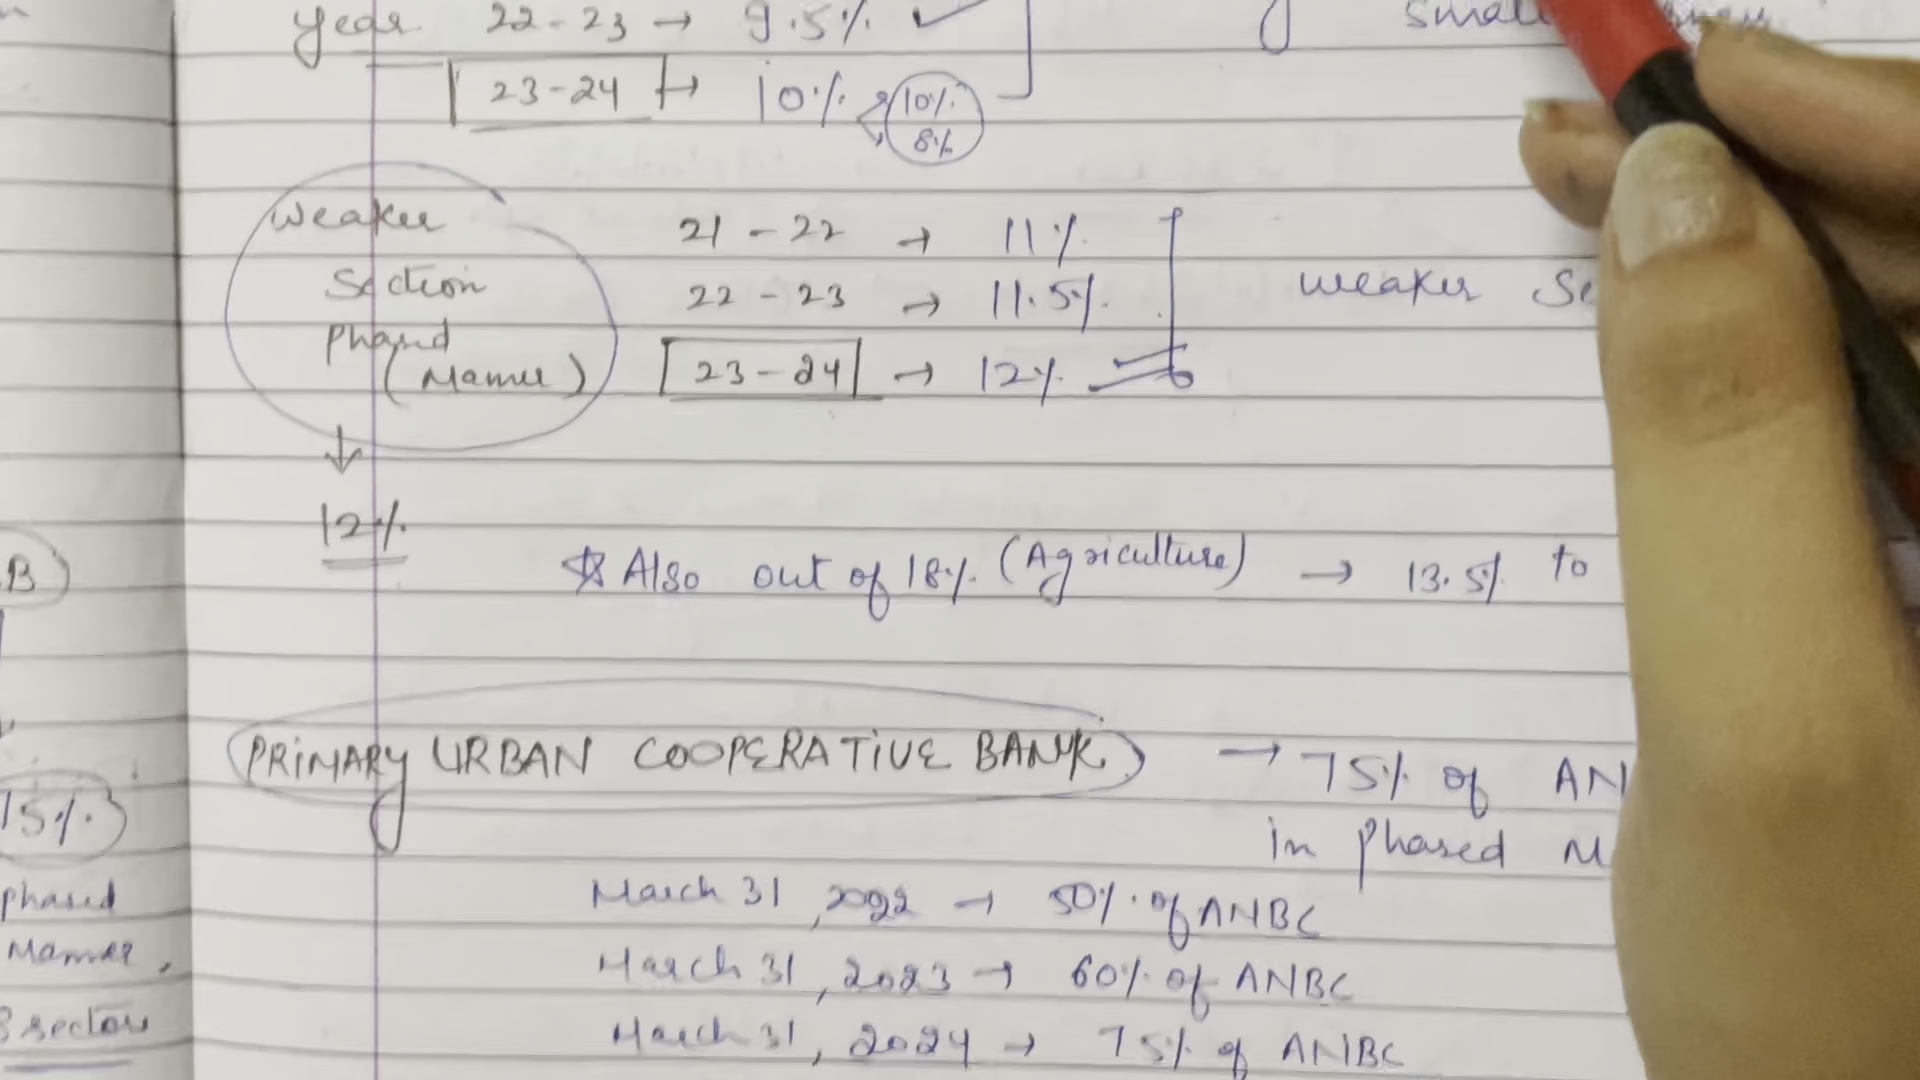 year 22-23 → 9.5%
23-24 → 10% 10% 8%
small
Weaker Section Phased (Manner)
21 - 22 → 11%
22 - 23 → 11.5%
23 - 24 → 12%
weaker Se
12%
Also out of 18% (Agriculture) → 13.5% to
PRIMARY URBAN COOPERATIVE BANK → 75% of AN
in phased M
March 31, 2022 → 50% of ANBC
March 31, 2023 → 60% of ANBC
March 31, 2024 → 75% of ANBC
B
75%
phased
Manner,
sectors